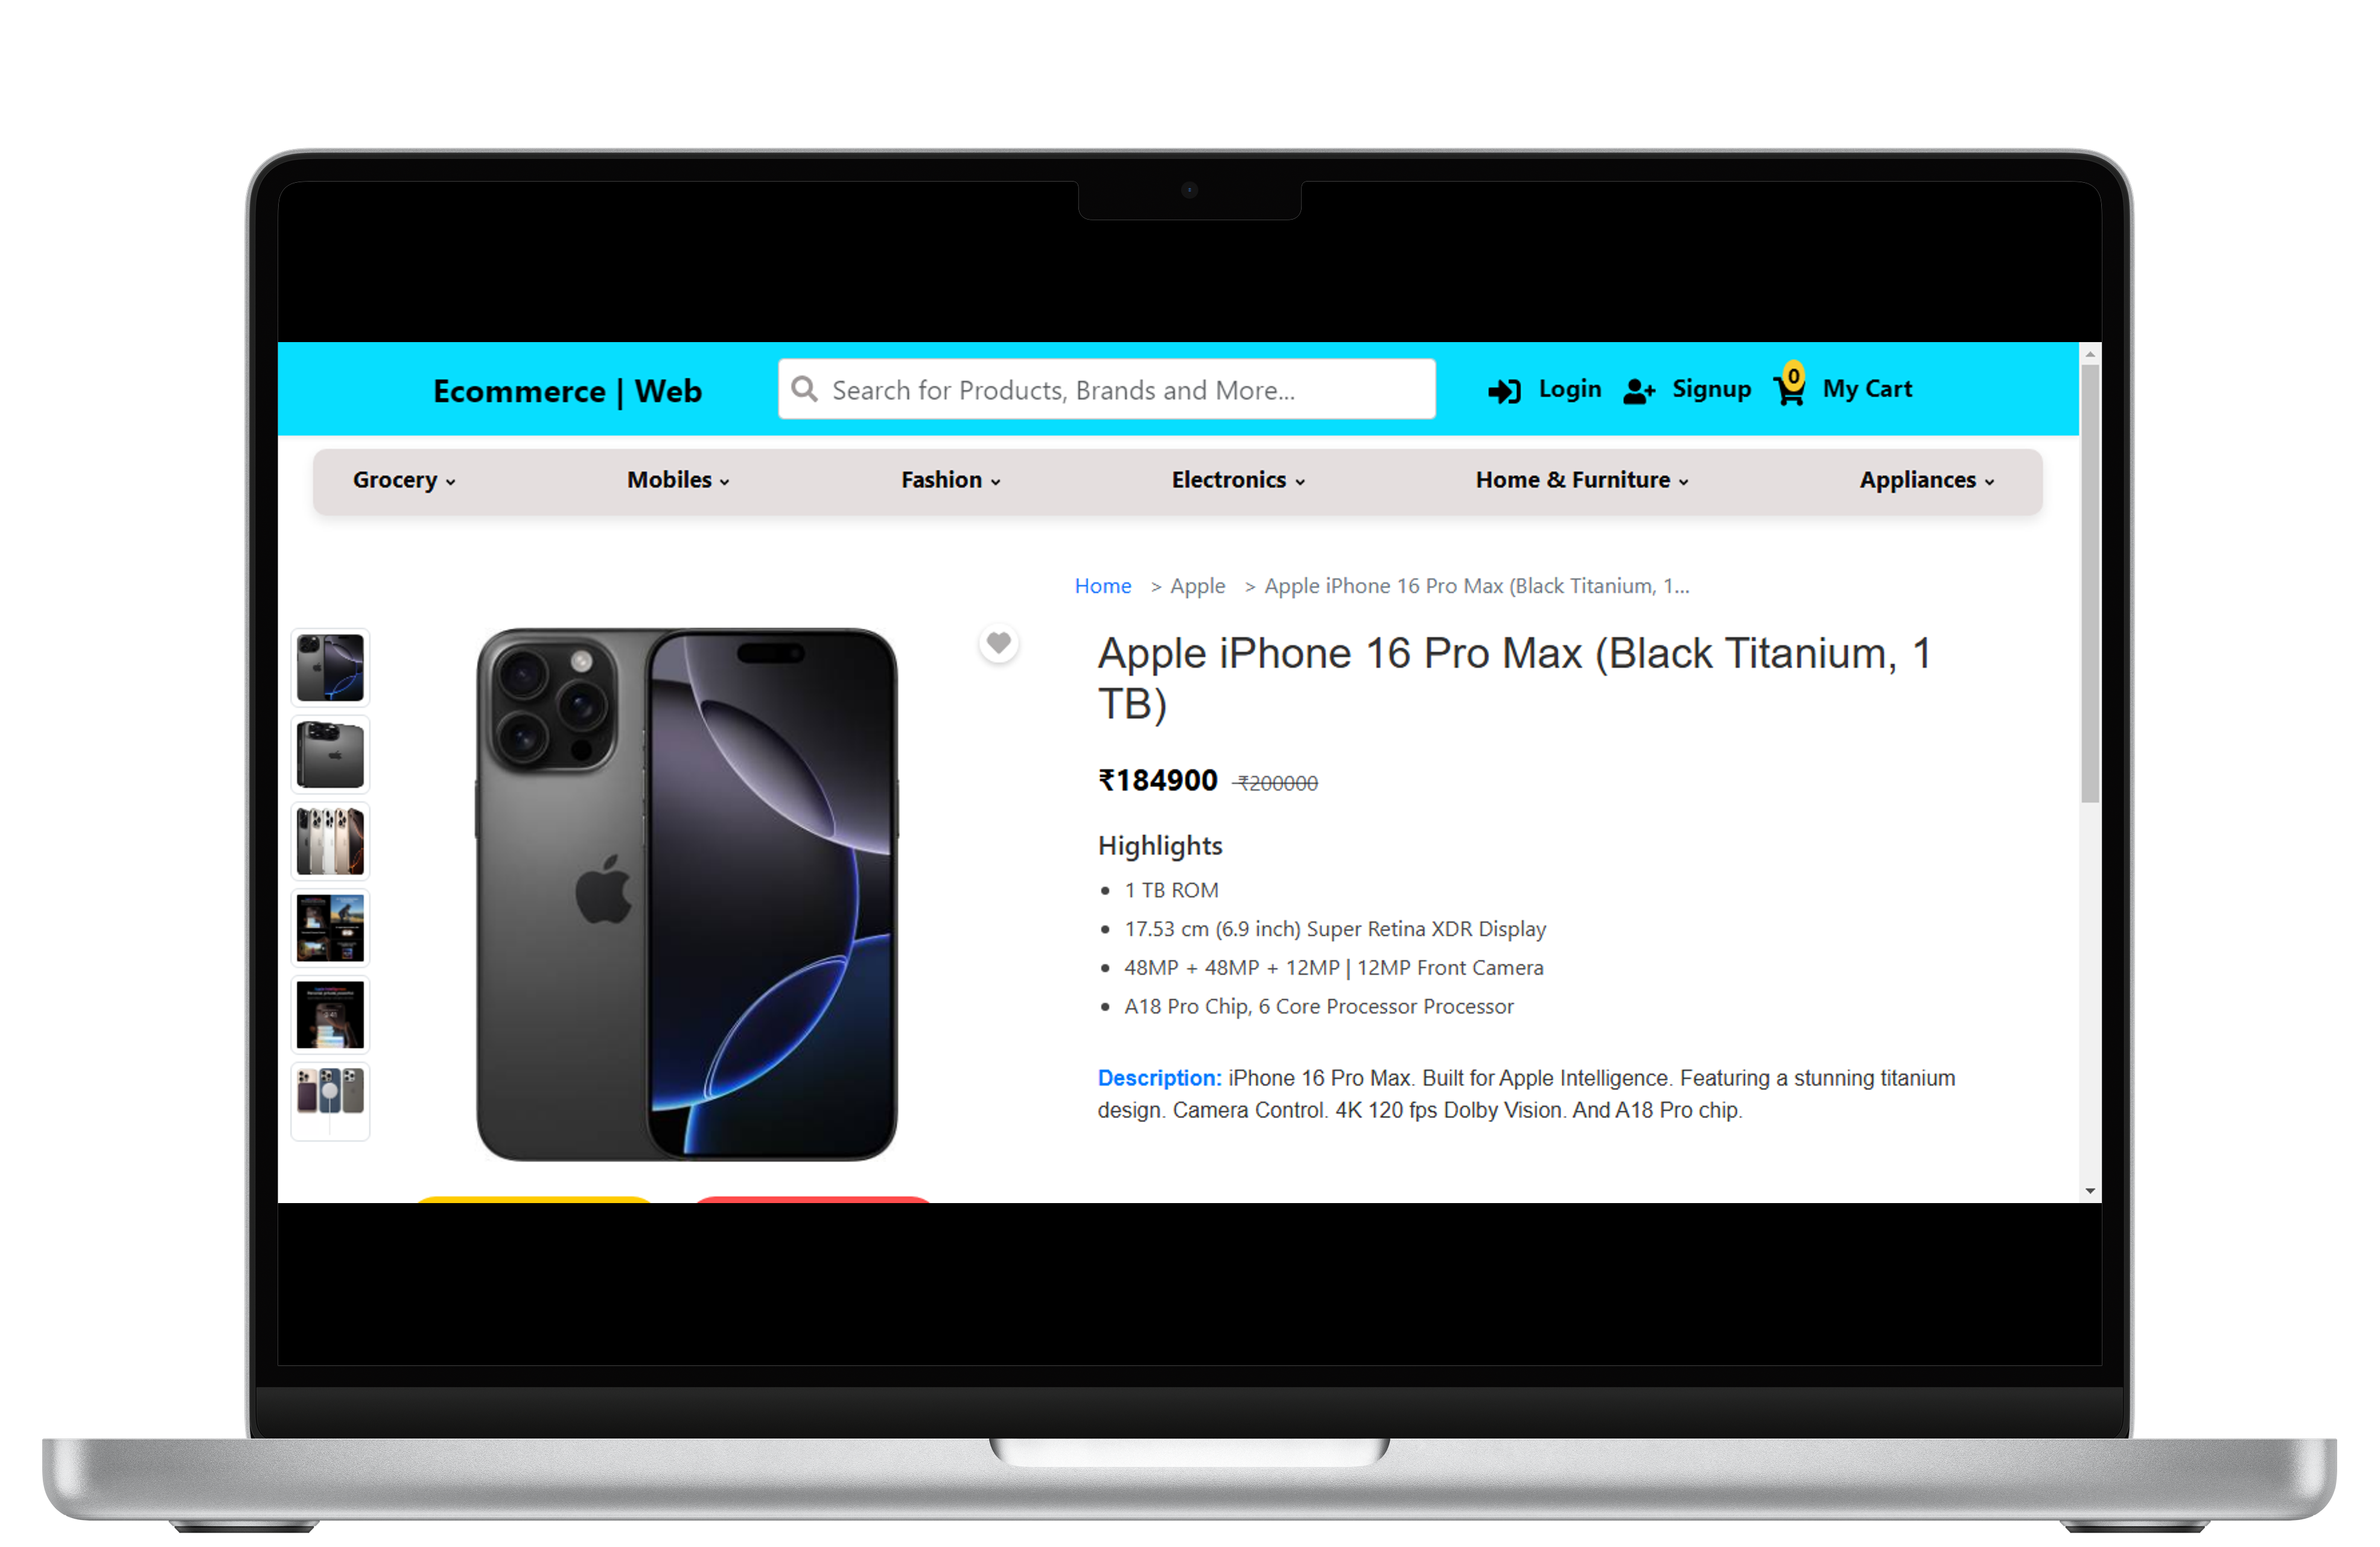 Ecommerce | Web
Search for Products, Brands and More...
Login
Signup
0
My Cart
Grocery
Mobiles
Fashion
Electronics
Home & Furniture
Appliances
Home > Apple > Apple iPhone 16 Pro Max (Black Titanium, 1...
Apple iPhone 16 Pro Max (Black Titanium, 1
TB)
₹184900 ₹200000
Highlights
• 1 TB ROM
• 17.53 cm (6.9 inch) Super Retina XDR Display
• 48MP + 48MP + 12MP | 12MP Front Camera
• A18 Pro Chip, 6 Core Processor Processor
Description: iPhone 16 Pro Max. Built for Apple Intelligence. Featuring a stunning titanium
design. Camera Control. 4K 120 fps Dolby Vision. And A18 Pro chip.